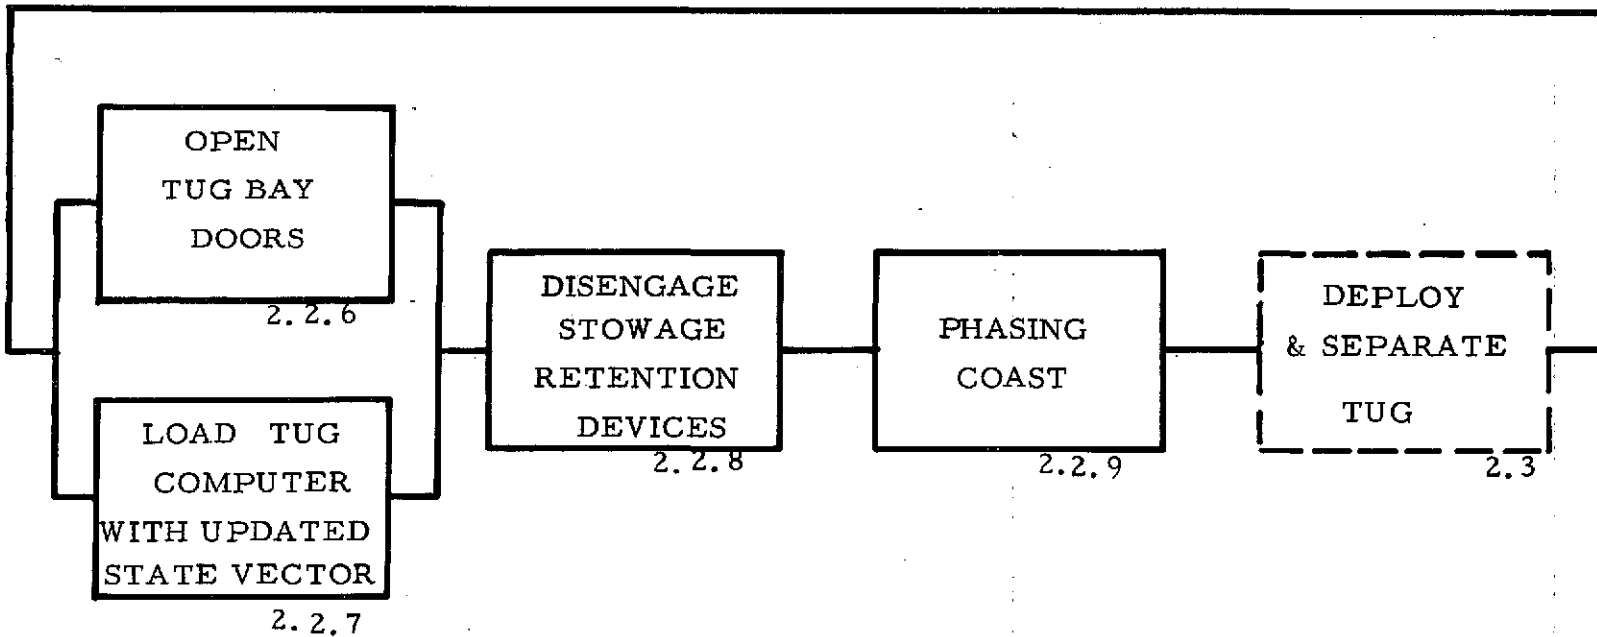 OPEN
TUG BAY
DOORS
2.2.6
LOAD TUG
COMPUTER
WITH UPDATED
STATE VECTOR
2.2.7
DISENGAGE
STOWAGE
RETENTION
DEVICES
2.2.8
PHASING
COAST
2.2.9
DEPLOY
& SEPARATE
TUG
2.3